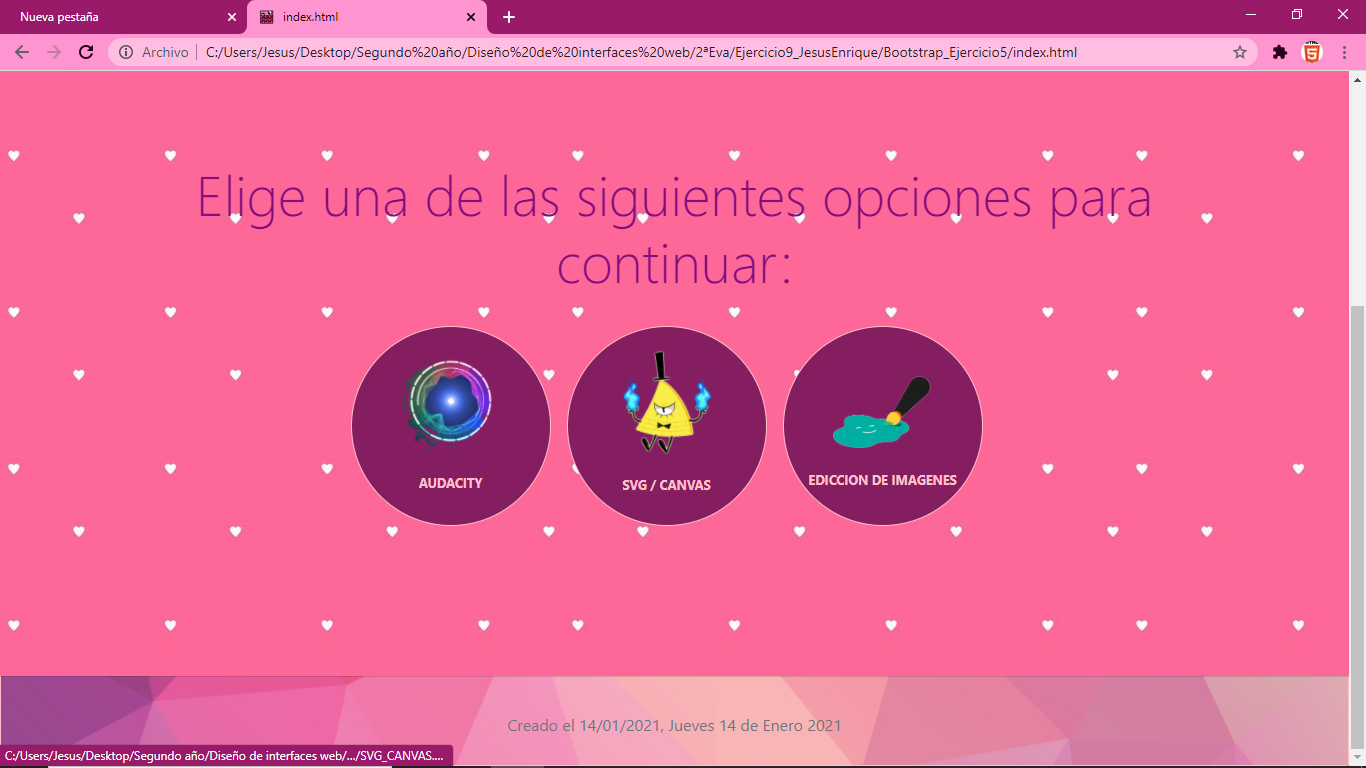 Nueva pestaña
index.html
Archivo
C:/Users/Jesus/Desktop/Segundo%20año/Diseño%20de%20interfaces%20web/2ªEva/Ejercicio9_JesusEnrique/Bootstrap_Ejercicio5/index.html
Elige una de las siguientes opciones para
continuar:
AUDACITY
SVG / CANVAS
EDICCION DE IMAGENES
Creado el 14/01/2021, Jueves 14 de Enero 2021
C:/Users/Jesus/Desktop/Segundo año/Diseño de interfaces web/.../SVG_CANVAS....